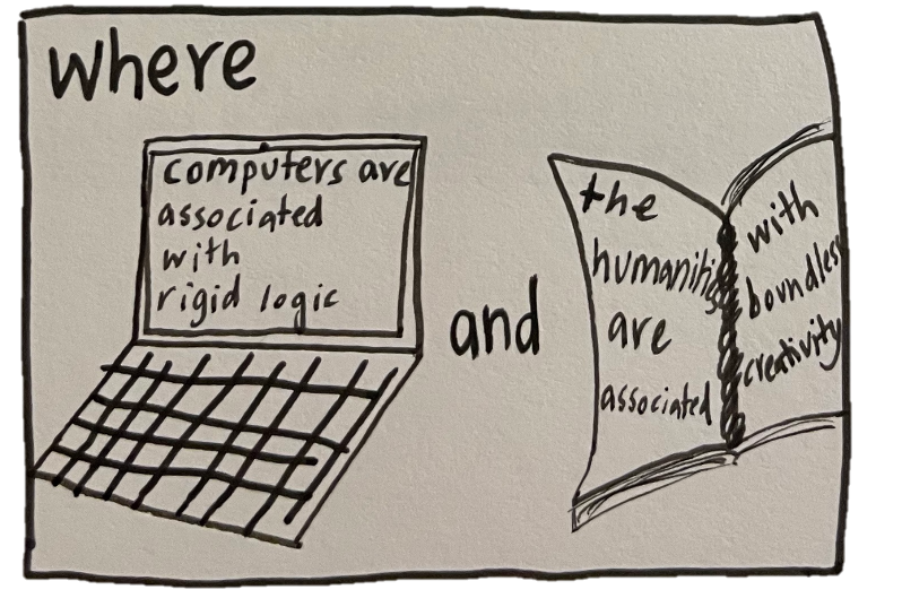 Where
computers are
associated
with
rigid logic
and
the
humanities
are
associated
with
boundless
creativity